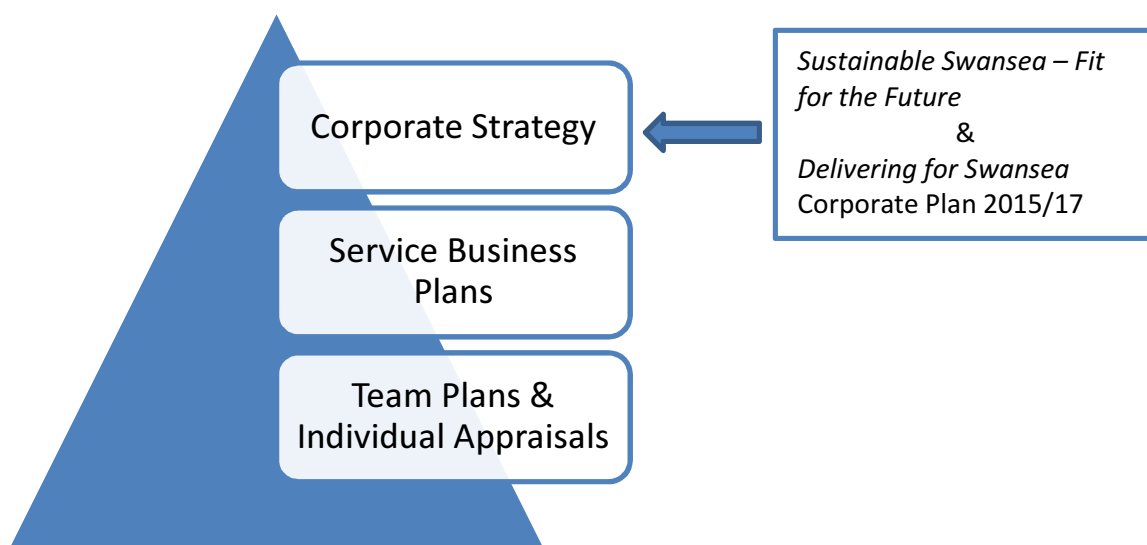 Corporate Strategy
Service Business
Plans
Team Plans &
Individual Appraisals
Sustainable Swansea – Fit
for the Future
&
Delivering for Swansea
Corporate Plan 2015/17